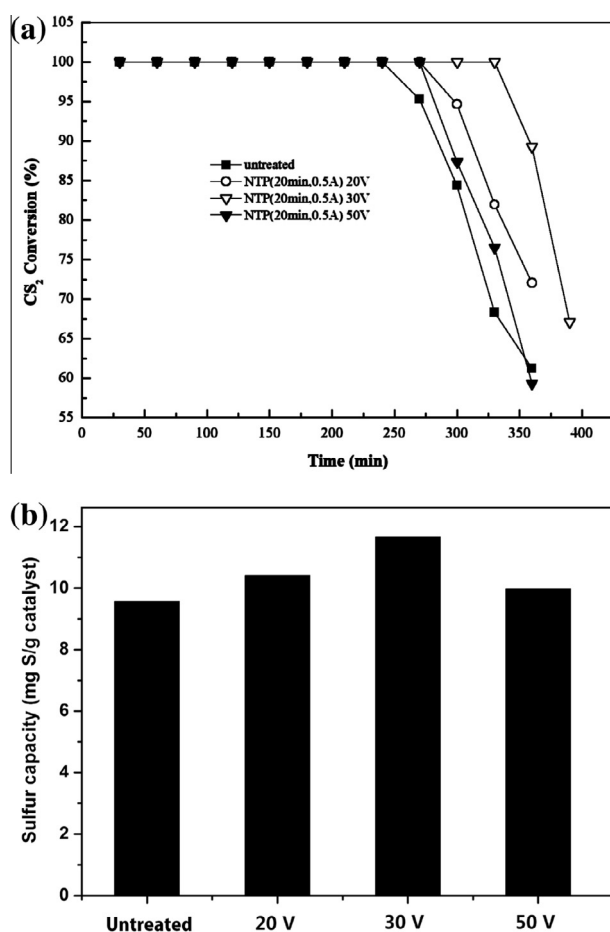 (a)
100
95
90
85
80
75
70
65
60
55
CS₂ Conversion (%)
untreated
NTP(20min,0.5A) 20V
NTP(20min,0.5A) 30V
NTP(20min,0.5A) 50V
0 50 100 150 200 250 300 350 400
Time (min)
(b)
12
10
8
6
4
2
0
Sulfur capacity (mg S/g catalyst)
Untreated 20 V 30 V 50 V